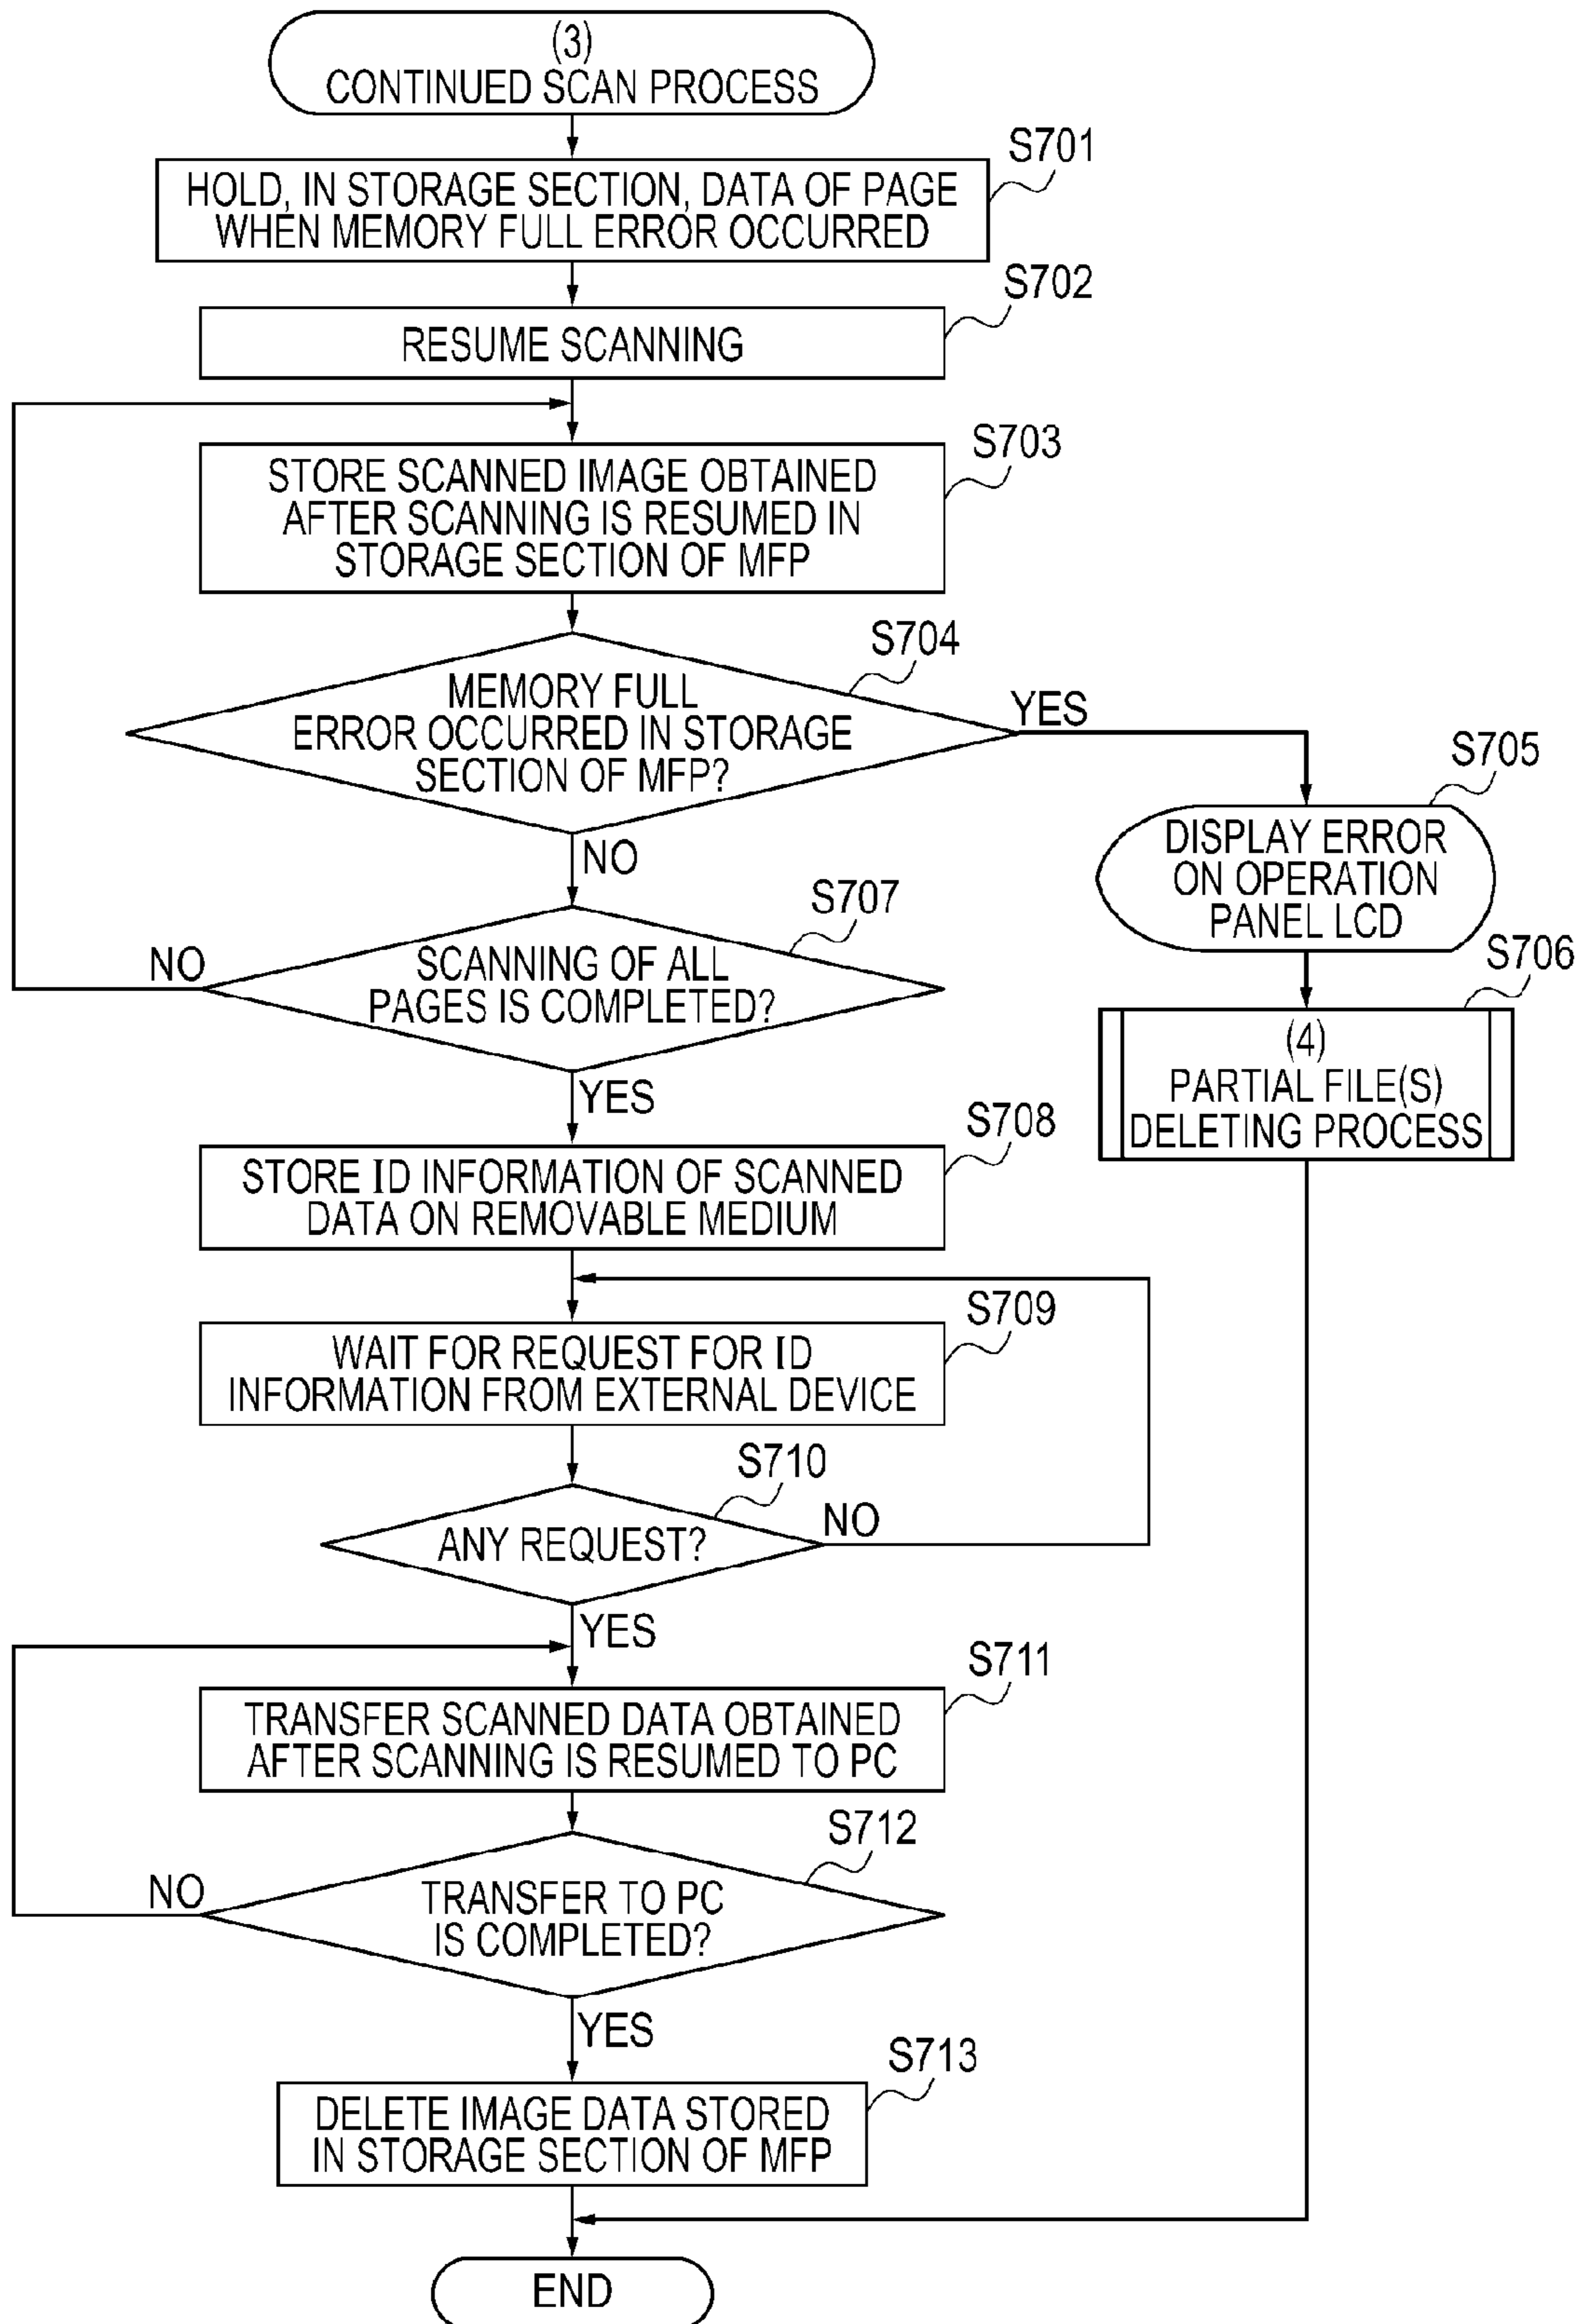 (3)
CONTINUED SCAN PROCESS
S701
HOLD, IN STORAGE SECTION, DATA OF PAGE
WHEN MEMORY FULL ERROR OCCURRED
S702
RESUME SCANNING
S703
STORE SCANNED IMAGE OBTAINED
AFTER SCANNING IS RESUMED IN
STORAGE SECTION OF MFP
S704
MEMORY FULL
ERROR OCCURRED IN STORAGE
SECTION OF MFP?
YES
NO
S705
DISPLAY ERROR
ON OPERATION
PANEL LCD
S706
(4)
PARTIAL FILE(S)
DELETING PROCESS
S707
SCANNING OF ALL
PAGES IS COMPLETED?
NO
YES
S708
STORE ID INFORMATION OF SCANNED
DATA ON REMOVABLE MEDIUM
S709
WAIT FOR REQUEST FOR ID
INFORMATION FROM EXTERNAL DEVICE
S710
ANY REQUEST?
NO
YES
S711
TRANSFER SCANNED DATA OBTAINED
AFTER SCANNING IS RESUMED TO PC
S712
TRANSFER TO PC
IS COMPLETED?
NO
YES
S713
DELETE IMAGE DATA STORED
IN STORAGE SECTION OF MFP
END